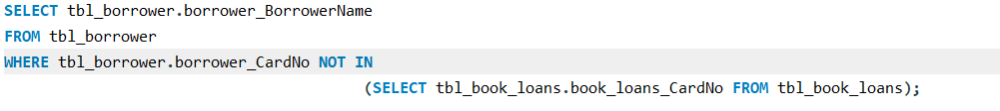 SELECT tbl_borrower.borrower_BorrowerName
FROM tbl_borrower
WHERE tbl_borrower.borrower_CardNo NOT IN
(SELECT tbl_book_loans.book_loans_CardNo FROM tbl_book_loans);